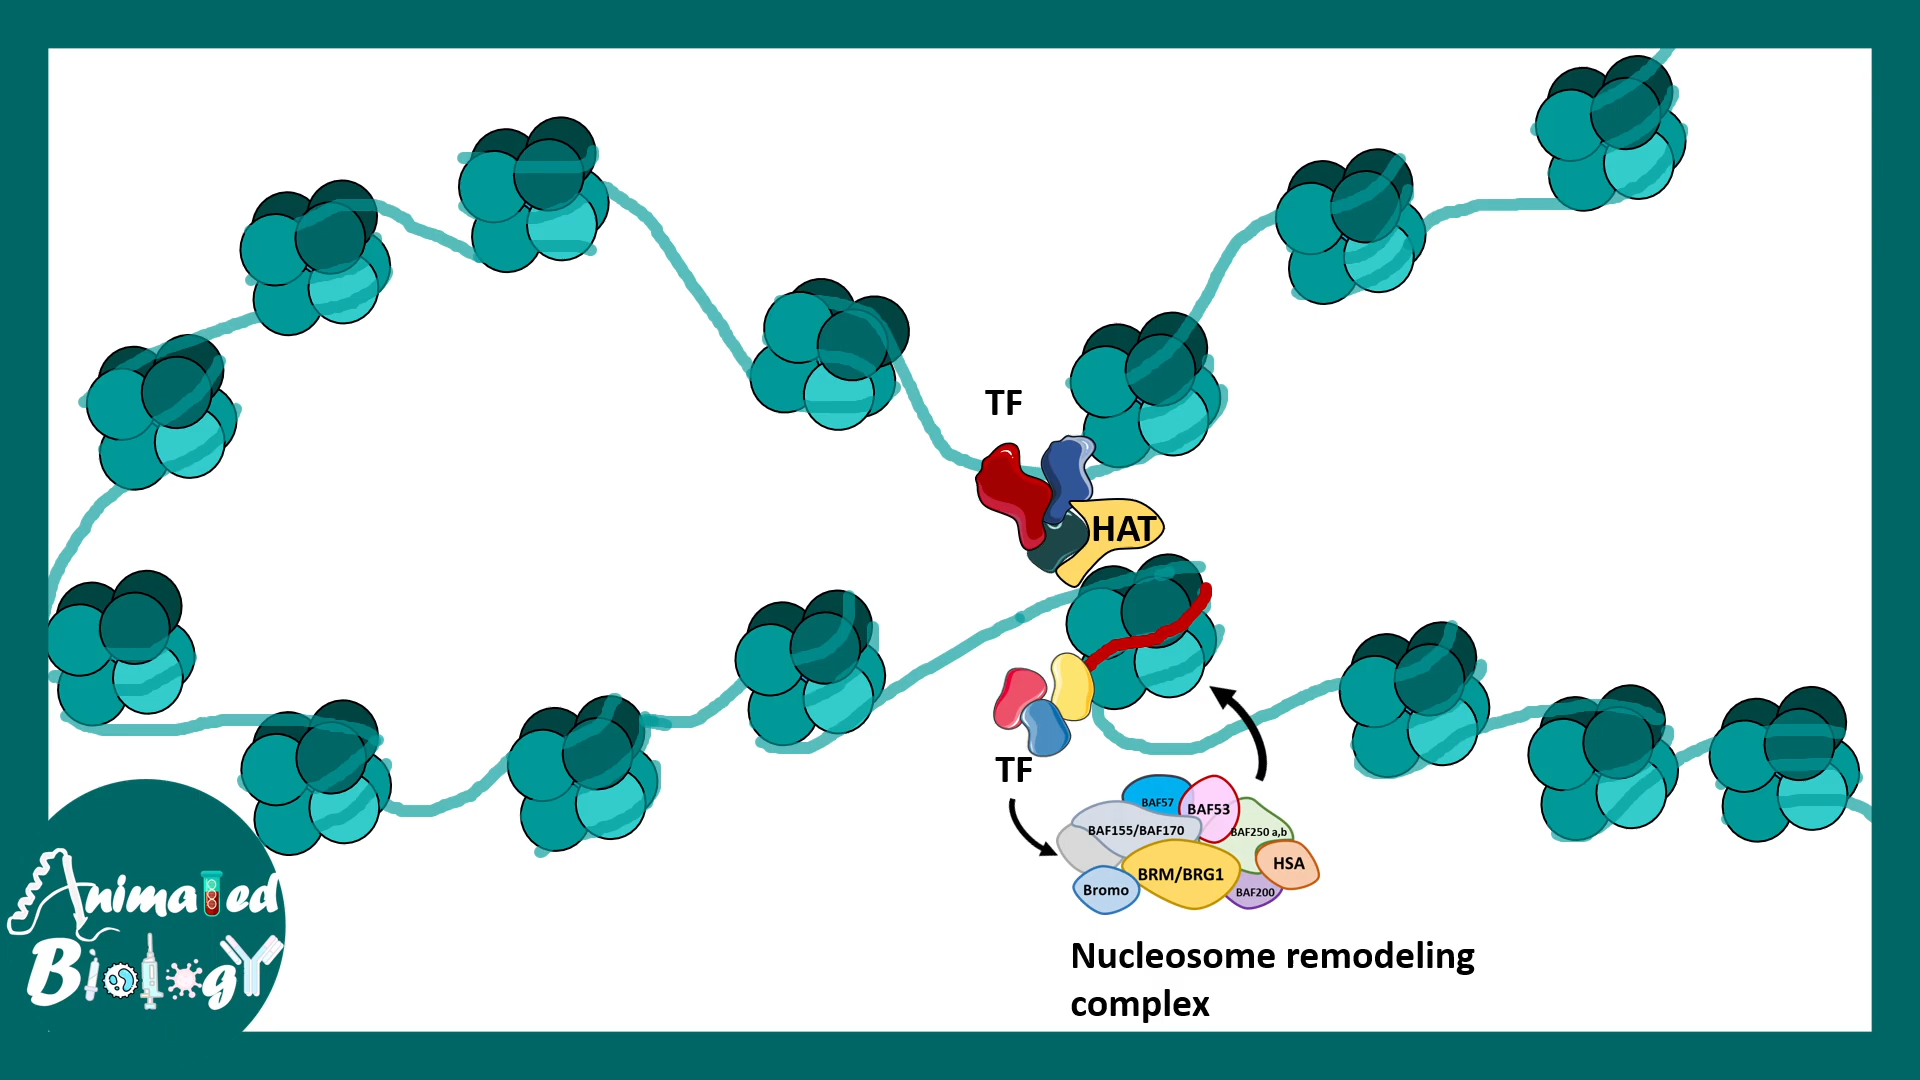 TF
HAT
TF
BAF57
BAF53
BAF155/BAF170
BAF250 a,b
HSA
BRM/BRG1
Bromo
BAF200
Nucleosome remodeling
complex
Animated
Biology